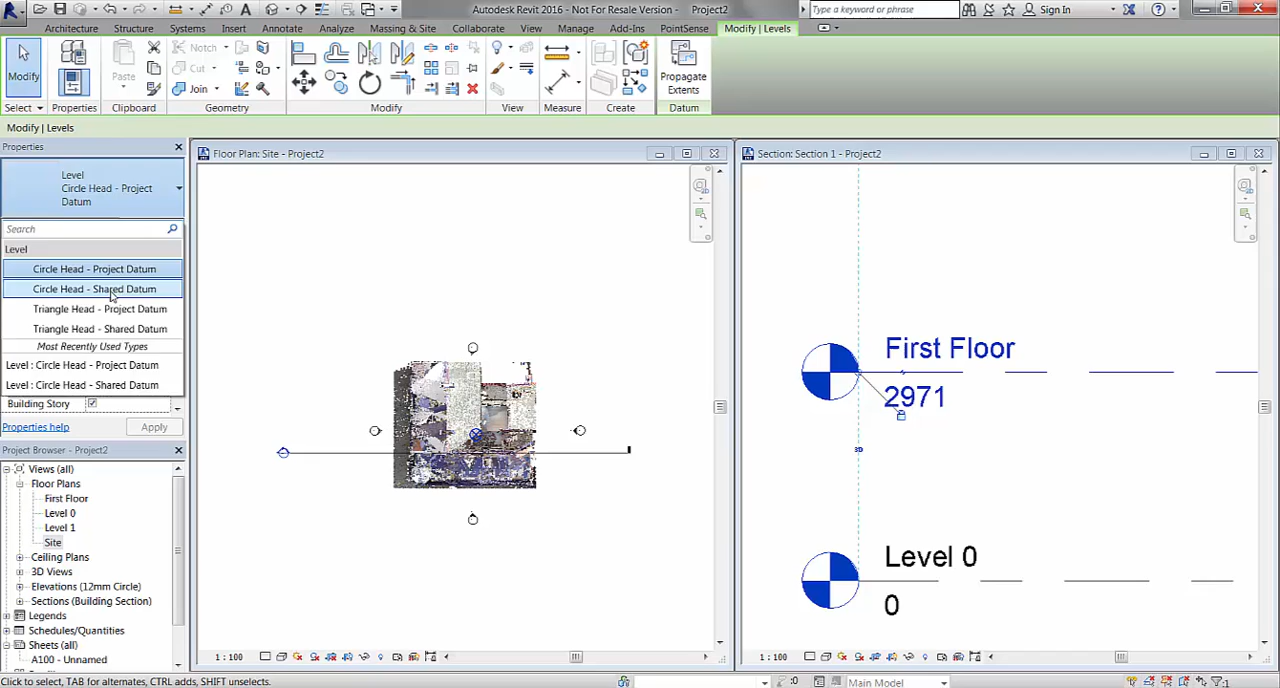 Autodesk Revit 2016 - Not For Resale Version -    Project2
Type a keyword or phrase
Sign In
Architecture
Structure
Systems
Insert
Annotate
Analyze
Massing & Site
Collaborate
View
Manage
Add-Ins
PointSense
Modify | Levels
Modify
Paste
Notch
Cut
Join
Propagate
Extents
Select
Properties
Clipboard
Geometry
Modify
View
Measure
Create
Datum
Modify | Levels
Properties
Level
Circle Head - Project
Datum
Search
Level
Circle Head - Project Datum
Circle Head - Shared Datum
Triangle Head - Project Datum
Triangle Head - Shared Datum
Most Recently Used Types
Level : Circle Head - Project Datum
Level : Circle Head - Shared Datum
Building Story
Properties help
Apply
Project Browser - Project2
Views (all)
Floor Plans
First Floor
Level 0
Level 1
Site
Ceiling Plans
3D Views
Elevations (12mm Circle)
Sections (Building Section)
Legends
Schedules/Quantities
Sheets (all)
A100 - Unnamed
Floor Plan: Site - Project2
1 : 100
Section: Section 1 - Project2
First Floor
2971
3D
Level 0
0
1 : 100
Click to select, TAB for alternates, CTRL adds, SHIFT unselects.
:0
Main Model
:1